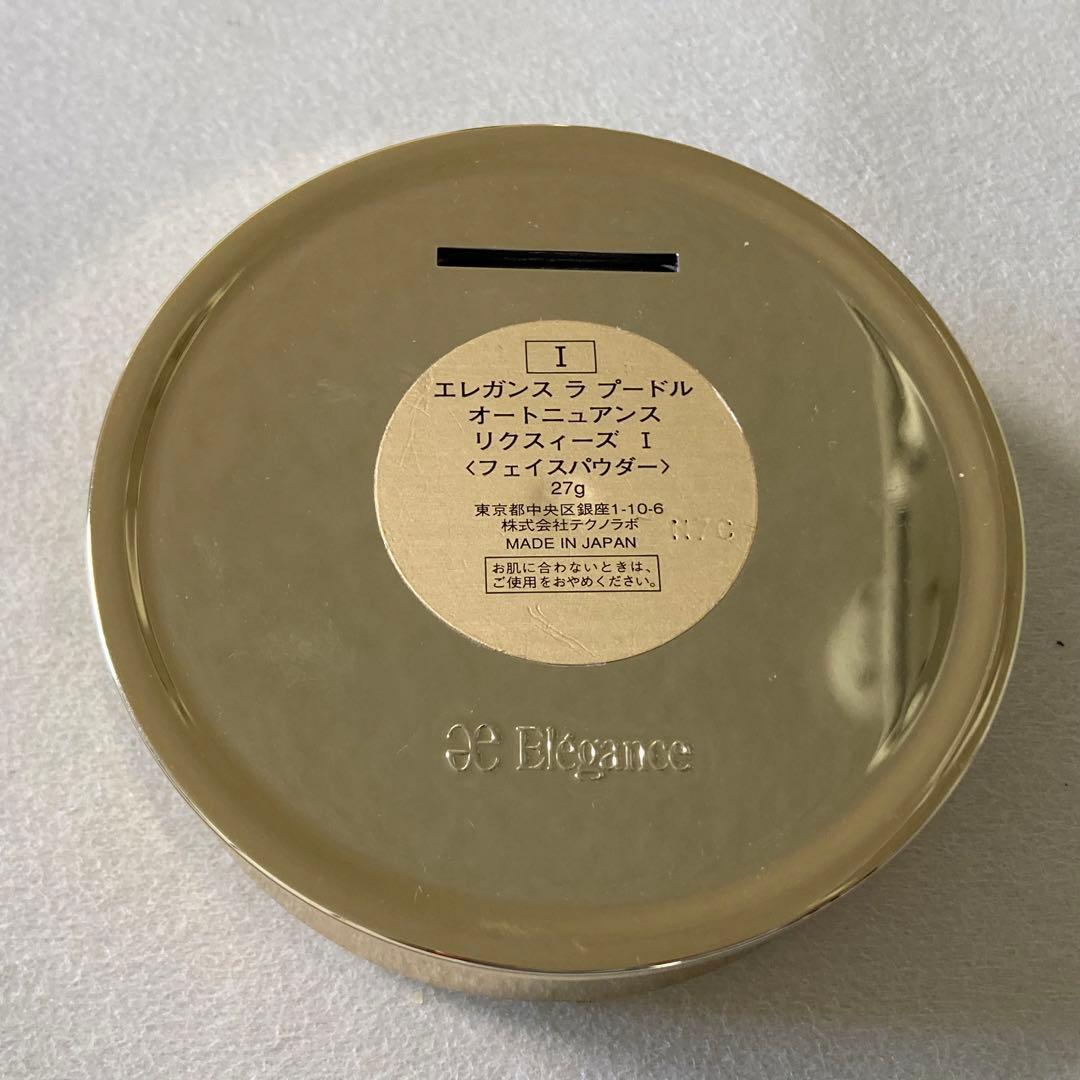 I
エレガンス ラ プードル
オートニュアンス
リクスィーズ I
〈フェイスパウダー〉
27g
東京都中央区銀座1-10-6
株式会社テクノラボ
MADE IN JAPAN
N7C
お肌に合わないときは、
ご使用をおやめください。
æ Elégance